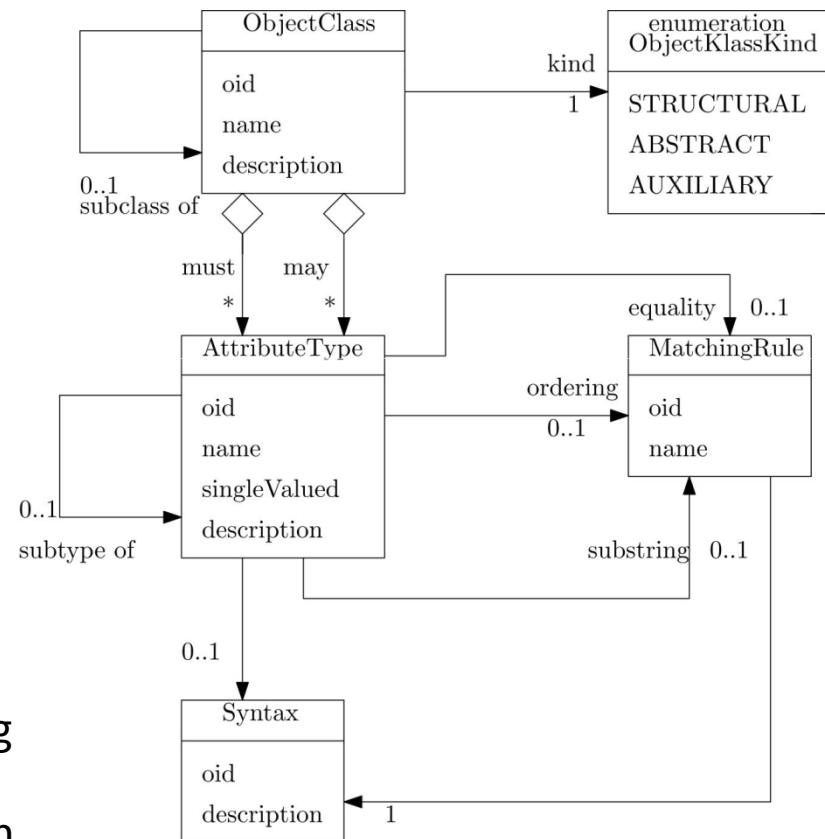 ObjectClass
oid
name
description
0..1
subclass of
kind
1
enumeration
ObjectKlassKind
STRUCTURAL
ABSTRACT
AUXILIARY
must
*
may
*
equality 0..1
AttributeType
oid
name
singleValued
description
0..1
subtype of
ordering
0..1
MatchingRule
oid
name
substring 0..1
0..1
Syntax
oid
description
1
g